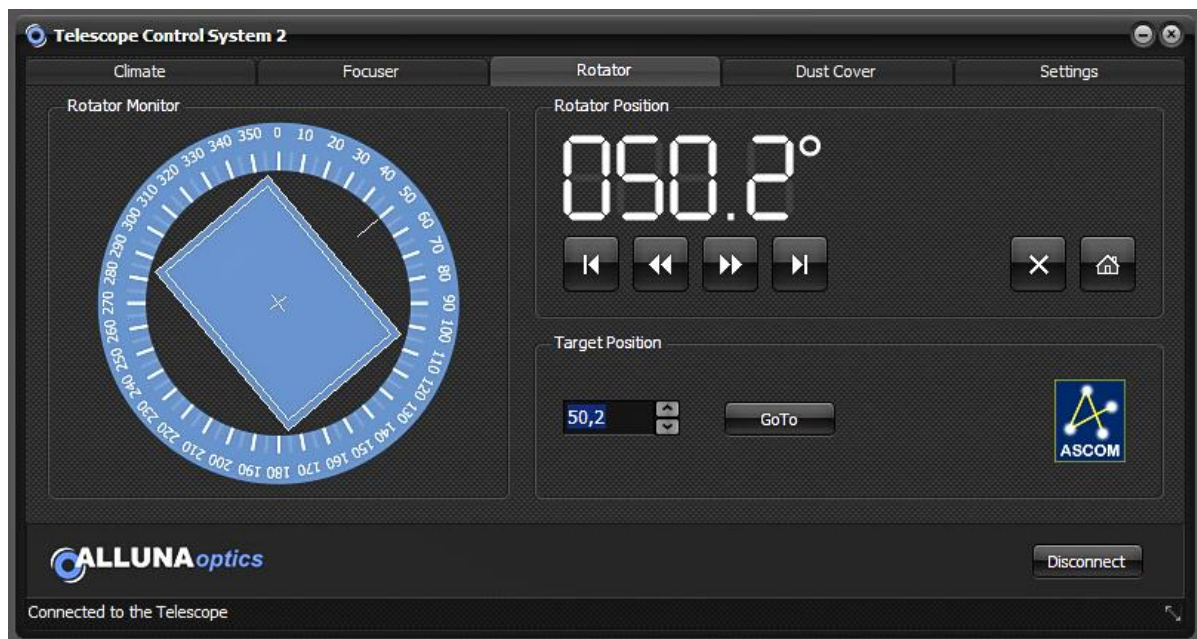 Telescope Control System 2
Climate Focuser Rotator Dust Cover Settings
Rotator Monitor
0 10 20 30 40 50 60 70 80 90 100 110 120 130 140 150 160 170 180 190 200 210 220 230 240 250 260 270 280 290 300 310 320 330 340 350
Rotator Position
050.2°
Target Position
50,2
GoTo
ASCOM
ALLUNA optics
Disconnect
Connected to the Telescope